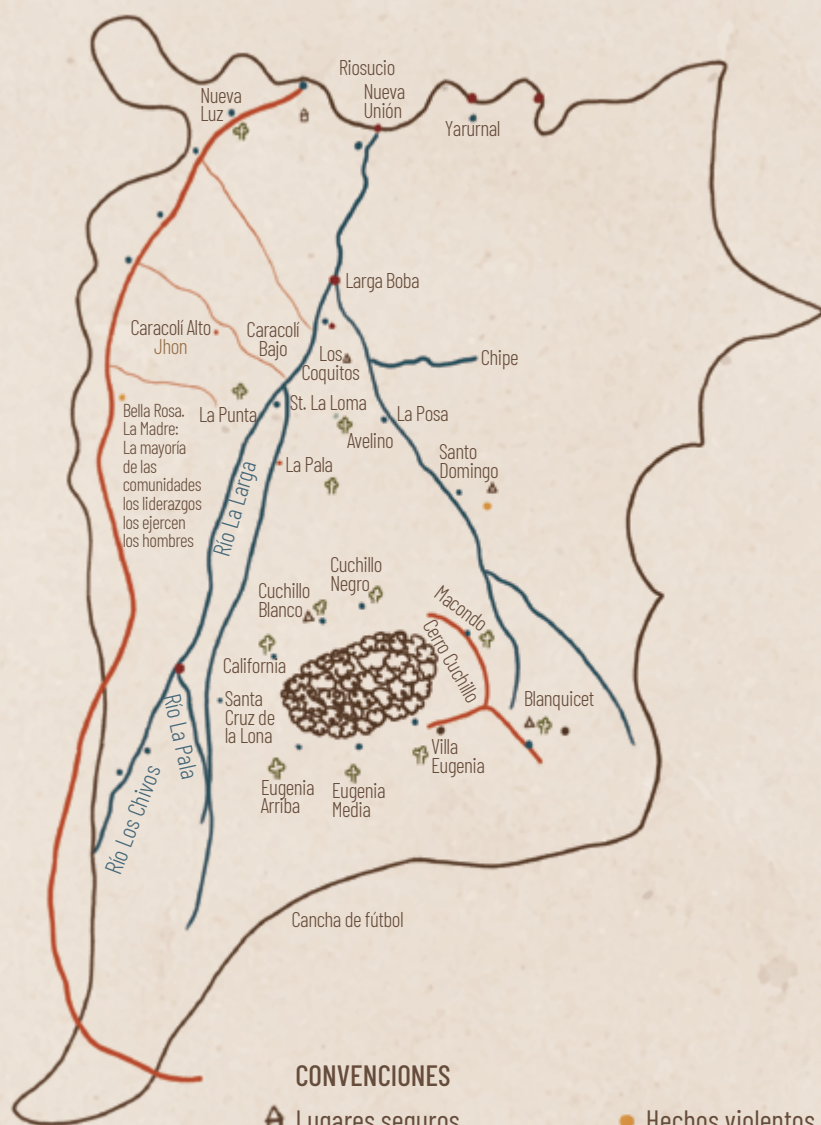 Riosucio
Nueva
Luz
Nueva
Unión
Yarurnal
Larga Boba
Caracolí Alto
Jhon
Caracolí
Bajo
Los
Coquitos
Chipe
Bella Rosa.
La Madre:
La mayoría
de las
comunidades
los liderazgos
los ejercen
los hombres
La Punta
St. La Loma
La Posa
Avelino
La Pala
Santo
Domingo
Río La Larga
Cuchillo
Negro
Cuchillo
Blanco
Macondo
Cerro Cuchillo
California
Santa
Cruz de
la Lona
Blanquicet
Río La Pala
Villa
Eugenia
Río Los Chivos
Eugenia
Arriba
Eugenia
Media
Cancha de fútbol
CONVENCIONES
Lugares seguros
Hechos violentos